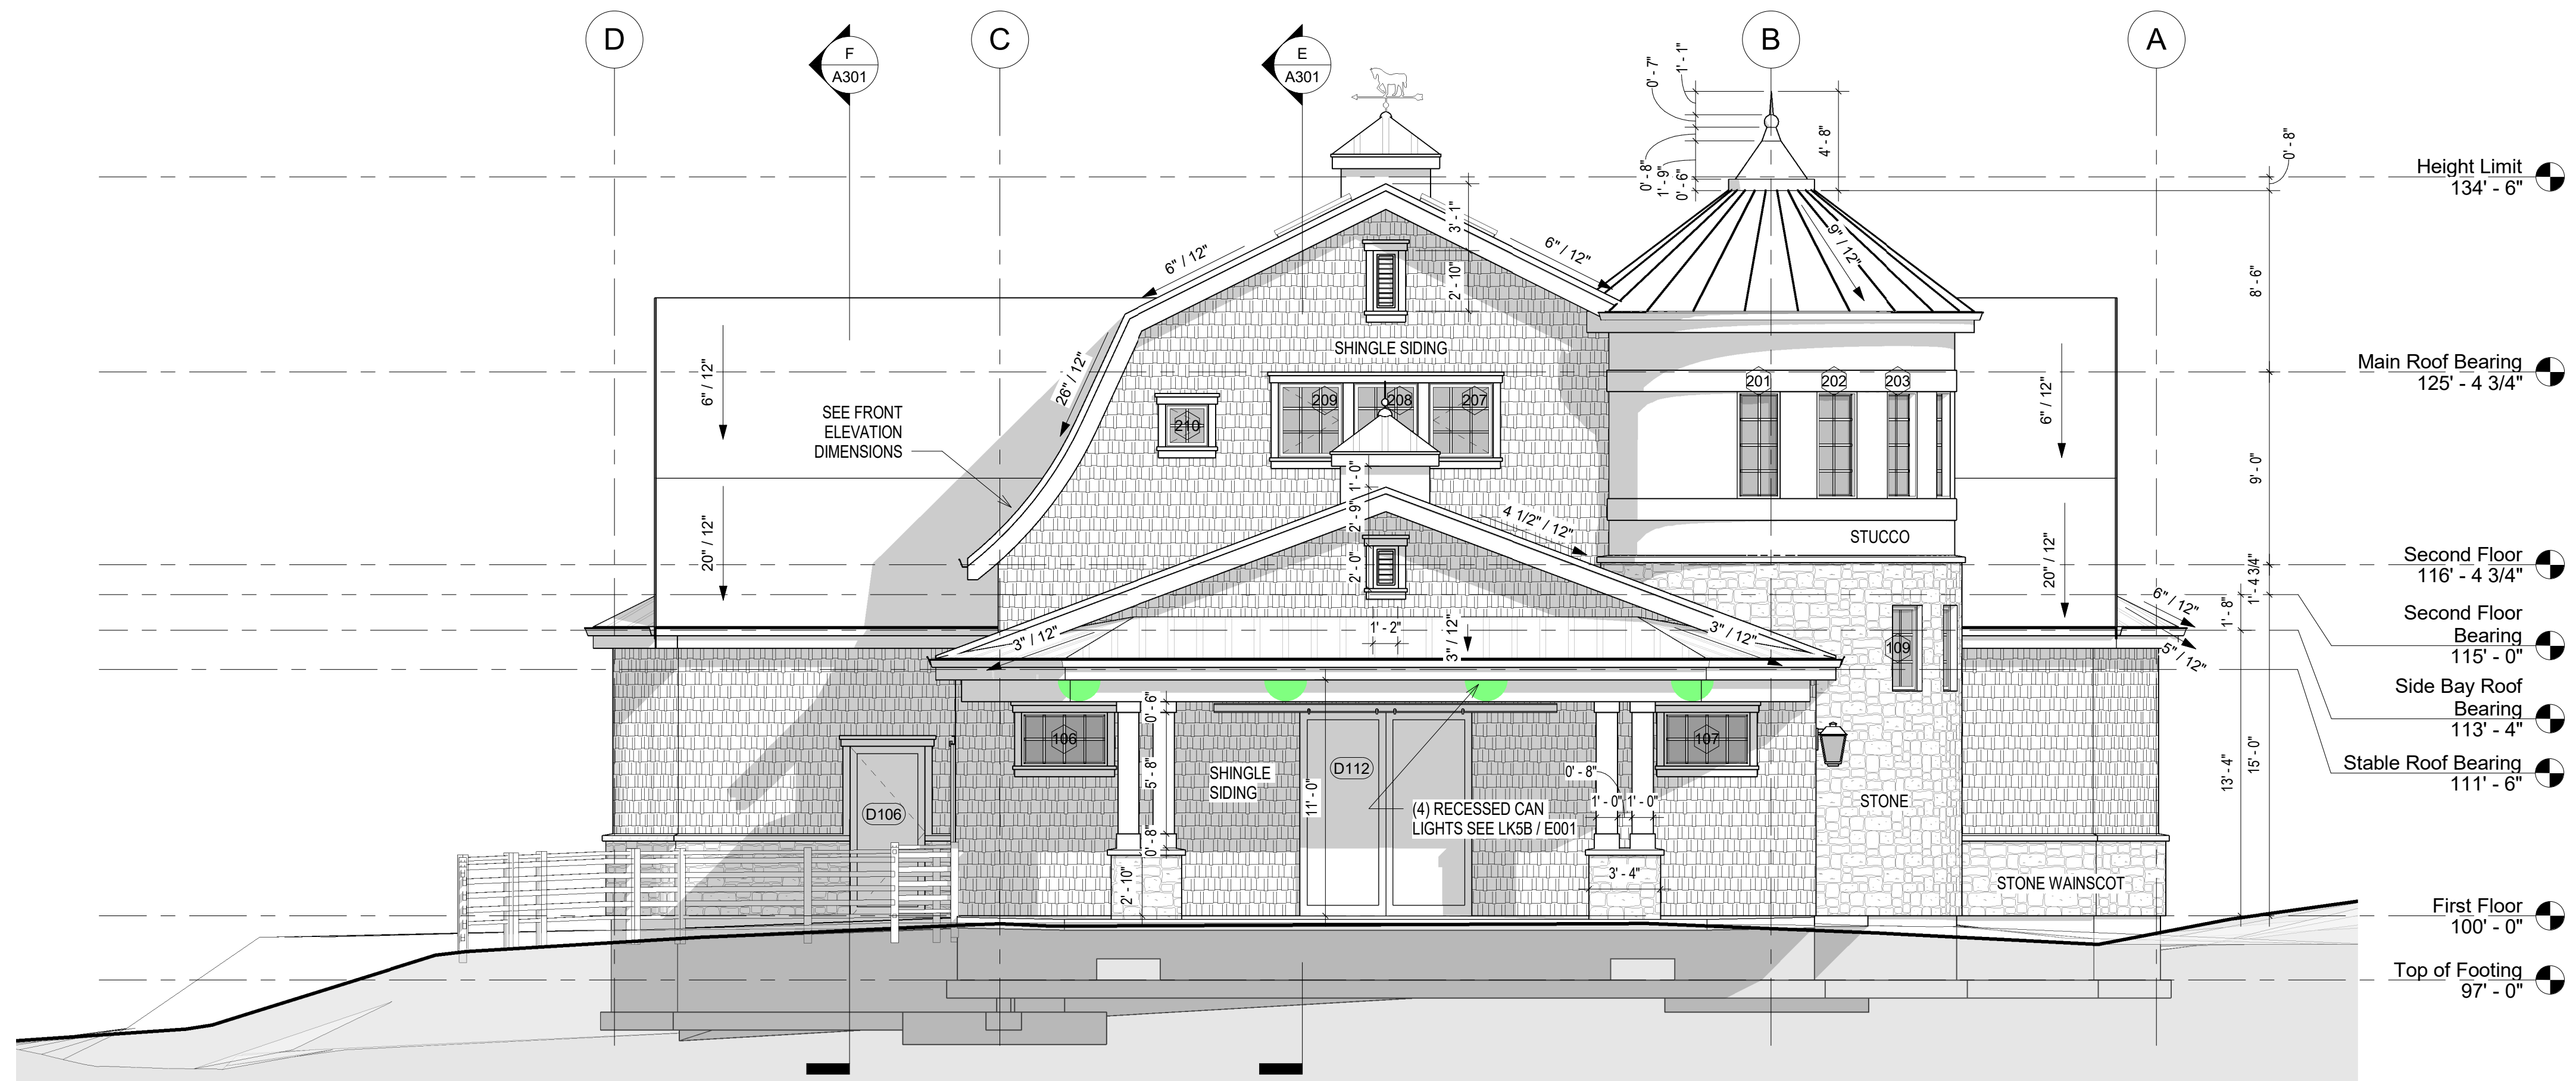 D
F
A301
C
E
A301
B
A
0' - 7"
1' - 1"
4' - 8"
0' - 8"
0' - 8"
1' - 9"
0' - 6"
Height Limit
134' - 6"
3' - 1"
6" / 12"
6" / 12"
9" / 12"
2' - 10"
8' - 6"
SHINGLE SIDING
26" / 12"
6" / 12"
6" / 12"
Main Roof Bearing
125' - 4 3/4"
201
202
203
209
208
207
210
SEE FRONT
ELEVATION
DIMENSIONS
1' - 0"
2' - 9"
2' - 0"
9' - 0"
4 1/2" / 12"
STUCCO
20" / 12"
20" / 12"
Second Floor
116' - 4 3/4"
1' - 4 3/4"
1' - 8"
6" / 12"
.5" / 12"
Second Floor
Bearing
115' - 0"
3" / 12"
1' - 2"
3" / 12"
3" / 12"
109
Side Bay Roof
Bearing
113' - 4"
0' - 6"
106
107
5' - 8"
D112
SHINGLE
SIDING
11' - 0"
0' - 8"
1' - 0"
1' - 0"
13' - 4"
15' - 0"
Stable Roof Bearing
111' - 6"
D106
(4) RECESSED CAN
LIGHTS SEE LK5B / E001
STONE
0' - 8"
2' - 10"
3' - 4"
STONE WAINSCOT
First Floor
100' - 0"
Top of Footing
97' - 0"